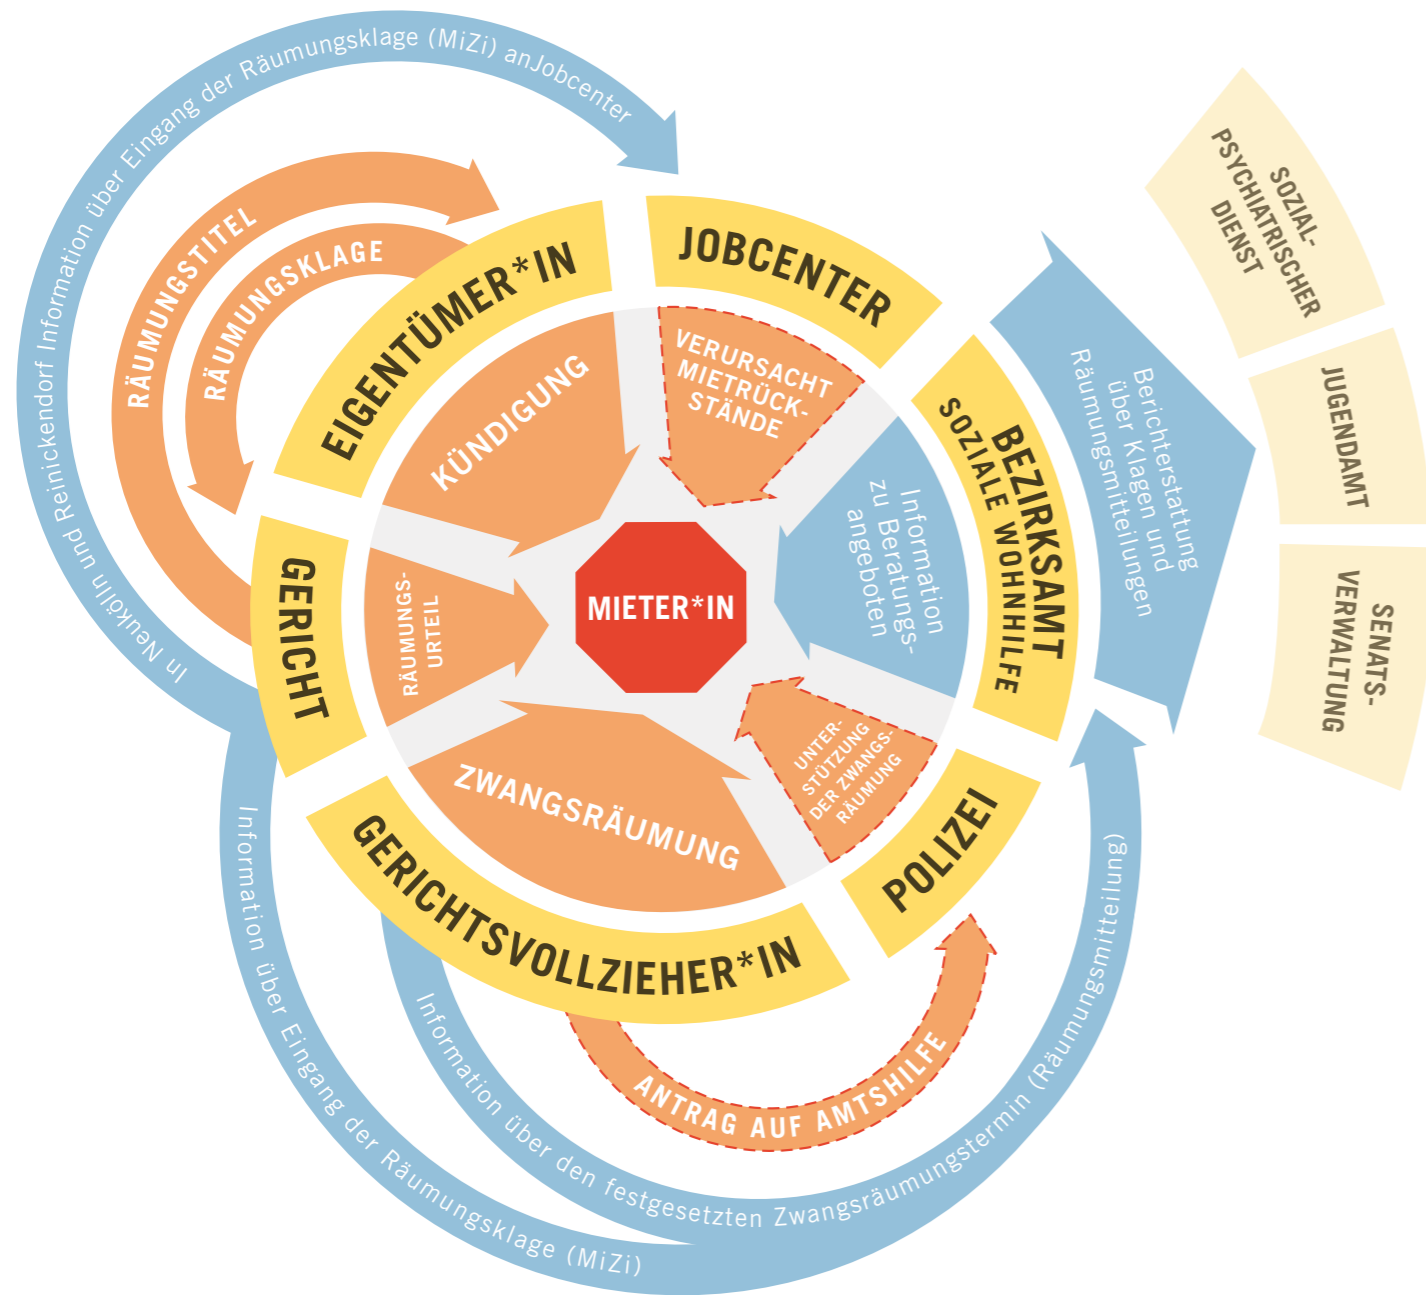 In Neukölln und Reinickendorf Information über Eingang der Räumungsklage (MiZi) anJobcenter
RÄUMUNGSTITEL
RÄUMUNGSKLAGE
EIGENTÜMER*IN
JOBCENTER
BEZIRKSAMT
SOZIALE WOHNHILFE
POLIZEI
GERICHTSVOLLZIEHER*IN
GERICHT
KÜNDIGUNG
VERURSACHT
MIETRÜCK-
STÄNDE
Information
zu Beratungs-
angeboten
UNTER-
STÜTZUNG
DER ZWANGS-
RÄUMUNG
ZWANGSRÄUMUNG
RÄUMUNGS-
URTEIL
MIETER*IN
Berichterstattung
über Klagen und
Räumungsmitteilungen
SOZIAL-
PSYCHIATRISCHER
DIENST
JUGENDAMT
SENATS-
VERWALTUNG
ANTRAG AUF AMTSHILFE
Information über den festgesetzten Zwangsräumungstermin (Räumungsmitteilung)
Information über Eingang der Räumungsklage (MiZi)